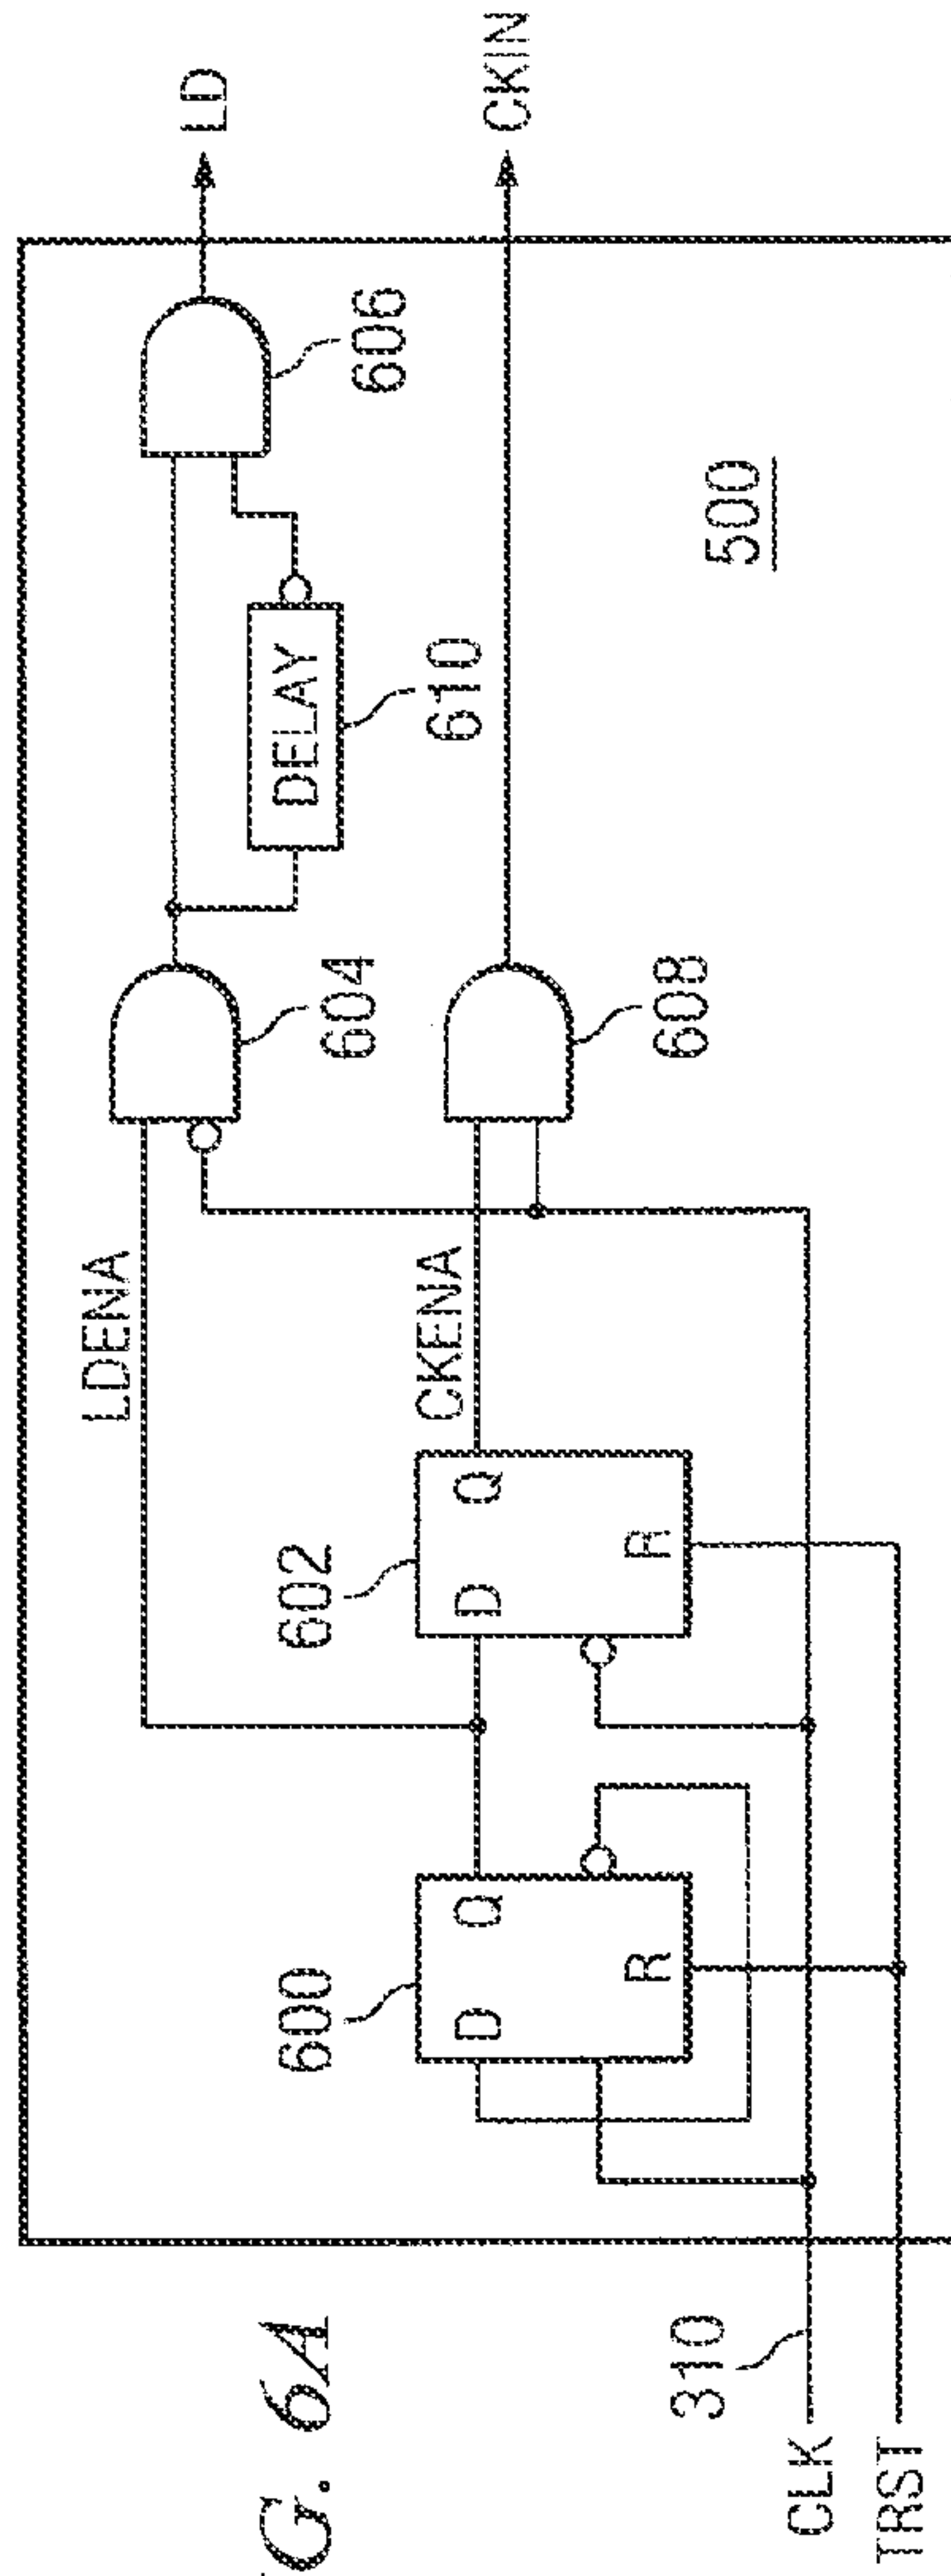 LD
CKIN
606
500
DELAY
610
604
608
LDENA
CKENA
602
D Q
R
600
D Q
R
310
CLK
TRST
G. 6A